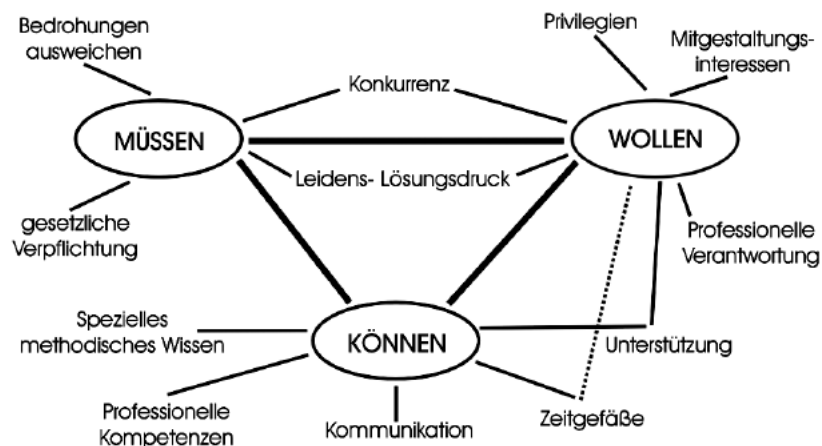 Bedrohungen
ausweichen
Privilegien
Mitgestaltungs-
interessen
Konkurrenz
MÜSSEN
WOLLEN
Leidens- Lösungsdruck
gesetzliche
Verpflichtung
Professionelle
Verantwortung
Spezielles
methodisches Wissen
KÖNNEN
Unterstützung
Professionelle
Kompetenzen
Kommunikation
Zeitgefäße